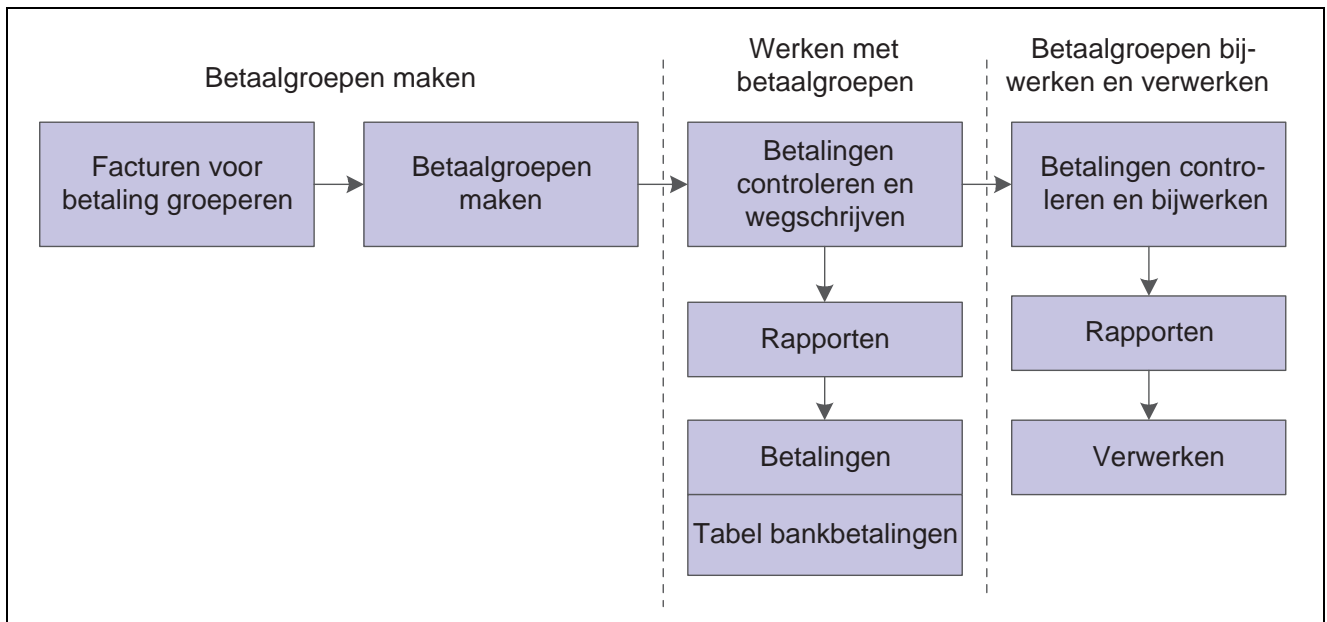 Betaalgroepen maken
Werken met
betaalgroepen
Betaalgroepen bij-
werken en verwerken
Facturen voor
betaling groeperen
Betaalgroepen
maken
Betalingen
controleren en
wegschrijven
Betalingen contro-
leren en bijwerken
Rapporten
Rapporten
Betalingen
Verwerken
Tabel bankbetalingen